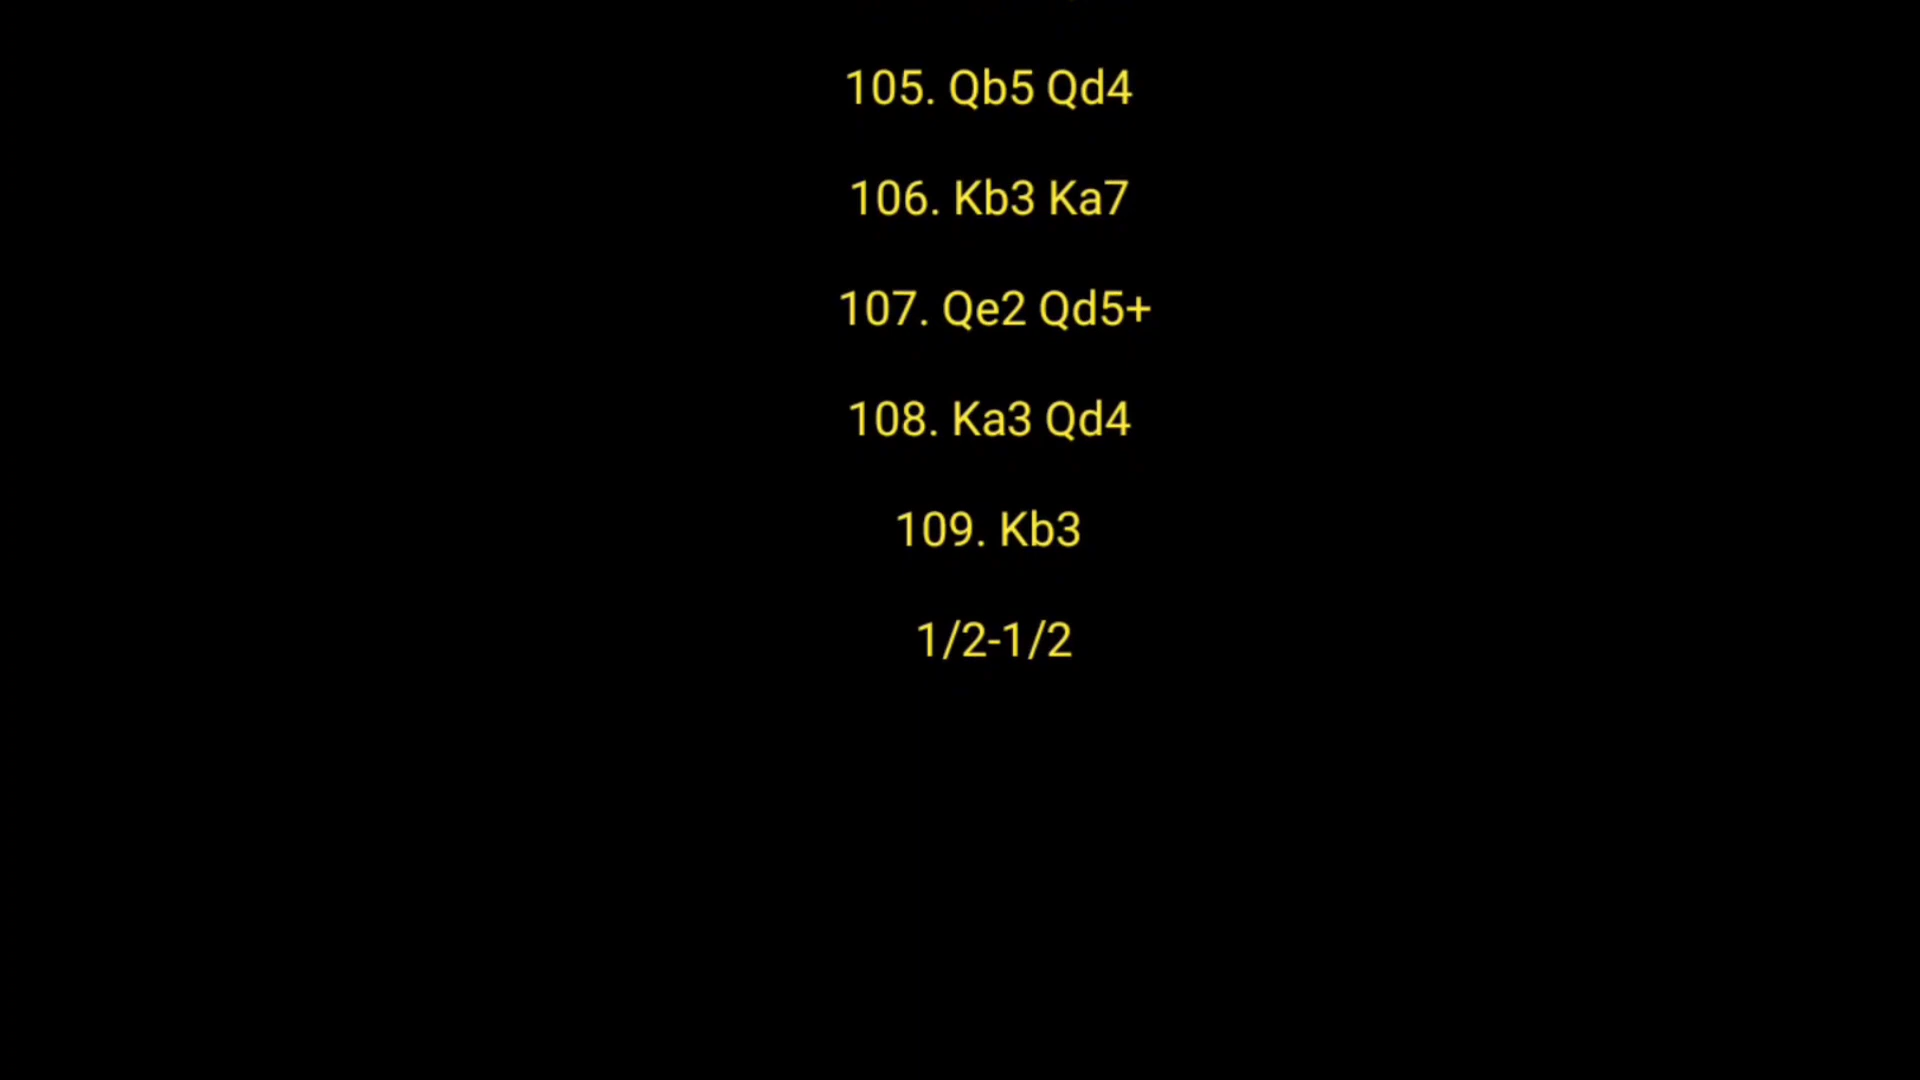 105. Qb5 Qd4
106. Kb3 Ka7
107. Qe2 Qd5+
108. Ka3 Qd4
109. Kb3
1/2-1/2